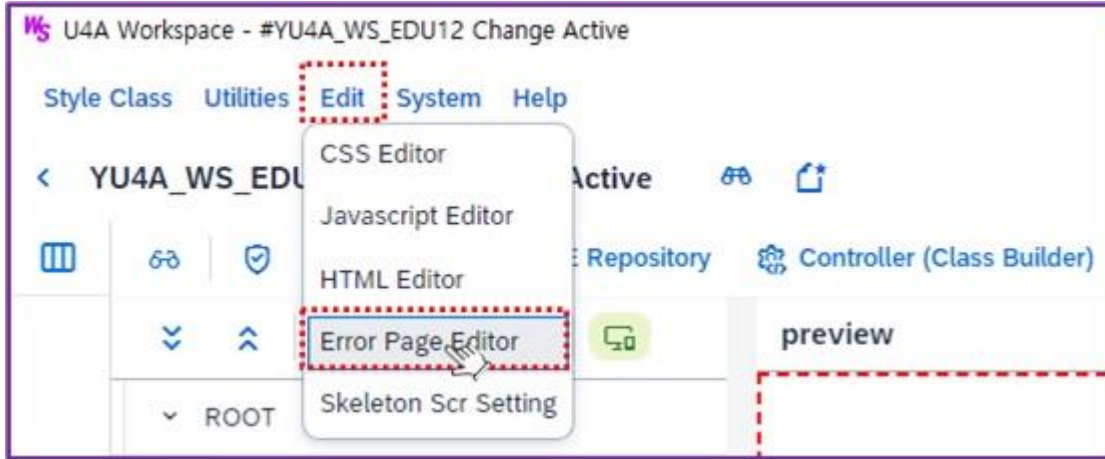 WS U4A Workspace - #YU4A_WS_EDU12 Change Active
Style Class Utilities Edit System Help
CSS Editor
YU4A_WS_EDU Active
Javascript Editor
Repository Controller (Class Builder)
HTML Editor
Error Page Editor
preview
Skeleton Scr Setting
ROOT